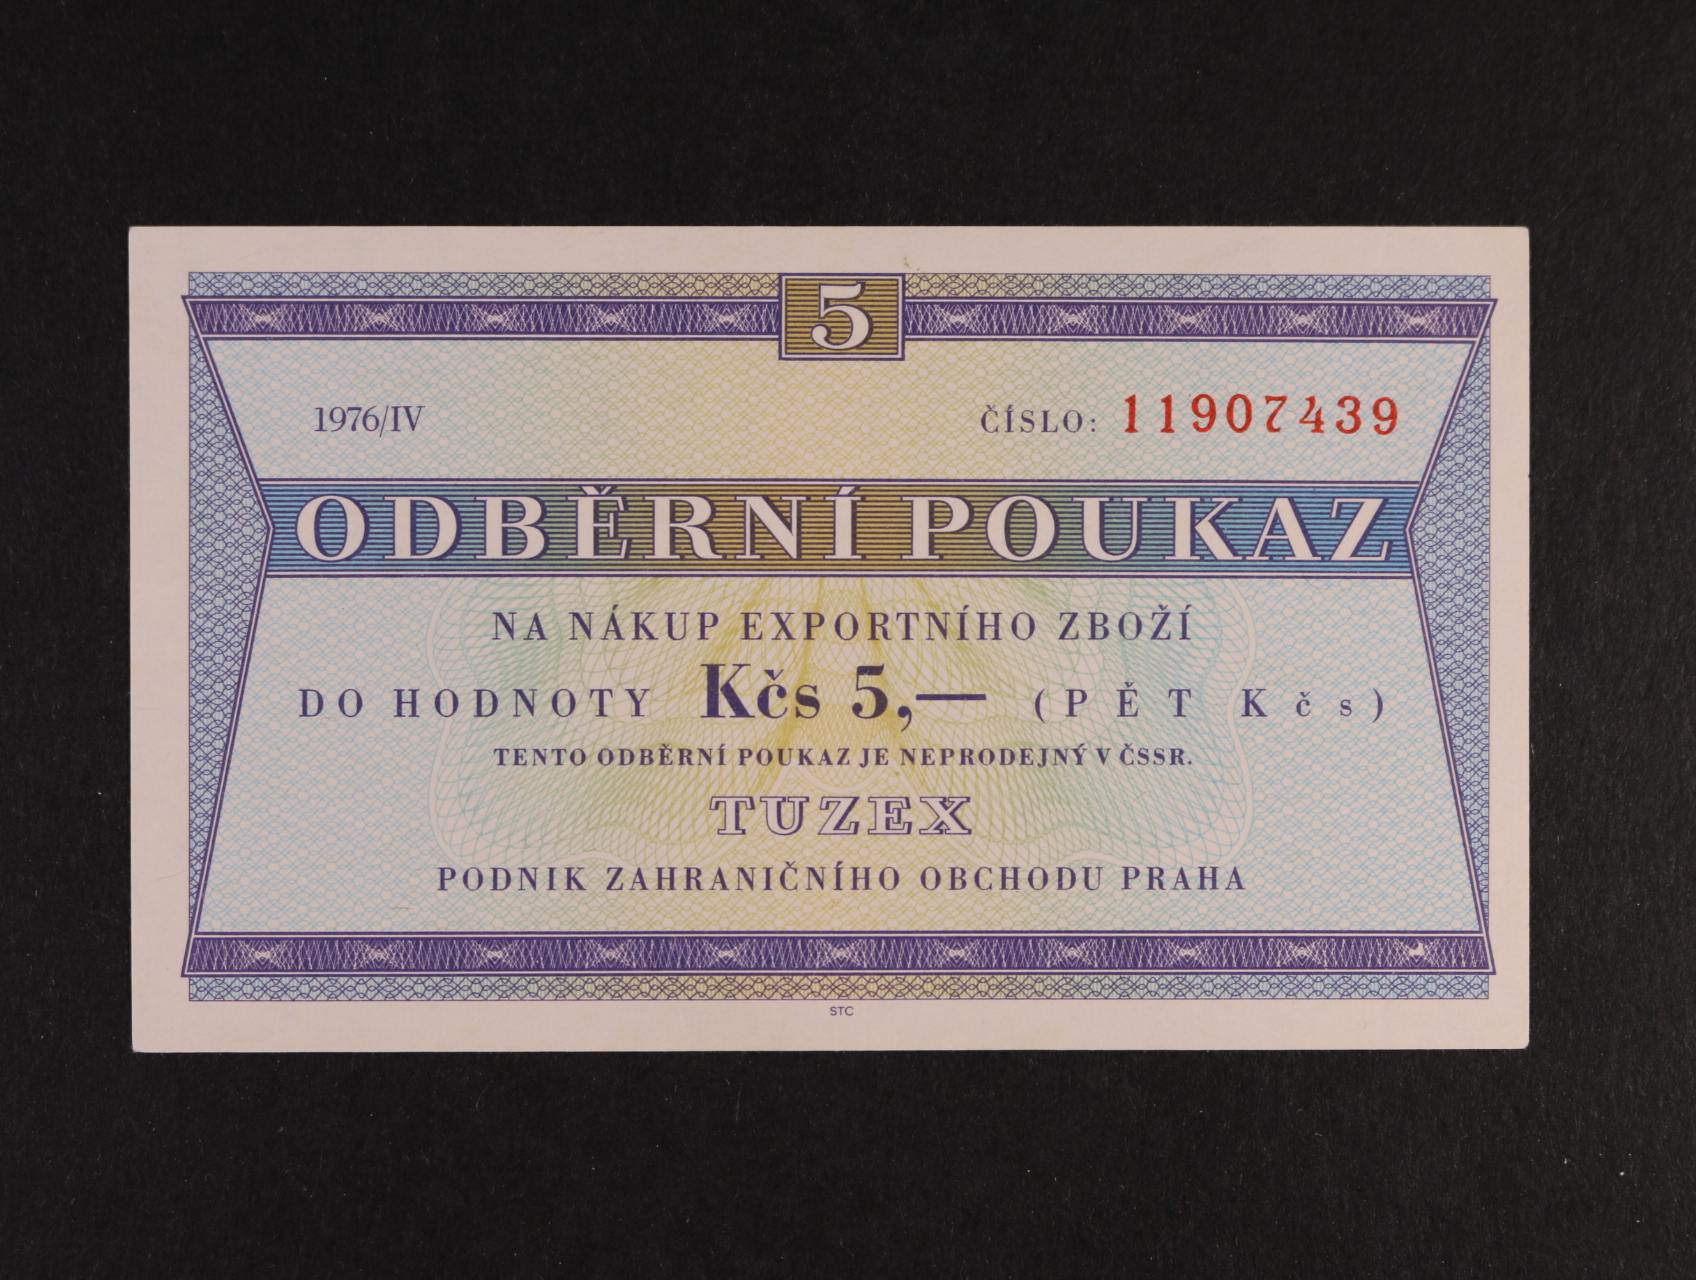 5
1976/IV ČÍSLO: 11907439
ODBĚRNÍ POUKAZ
NA NÁKUP EXPORTNÍHO ZBOŽÍ
DO HODNOTY Kčs 5,— (PĚT Kčs)
TENTO ODBĚRNÍ POUKAZ JE NEPRODEJNÝ V ČSSR.
TUZEX
PODNIK ZAHRANIČNÍHO OBCHODU PRAHA
STC